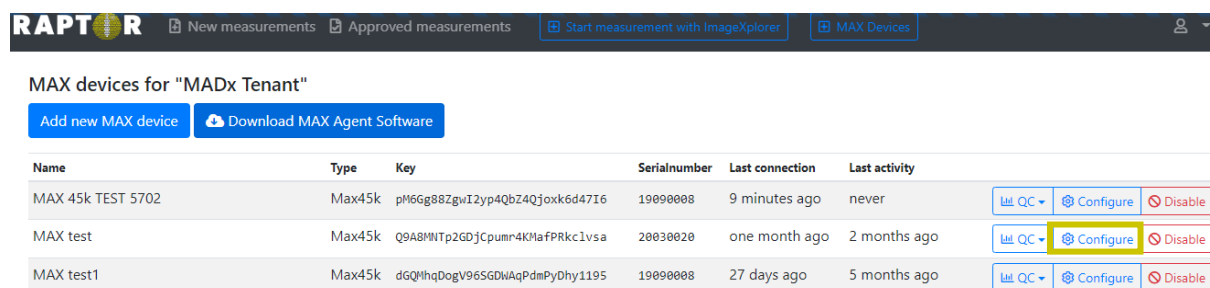 RAPTOR New measurements Approved measurements Start measurement with ImageXplorer MAX Devices
MAX devices for "MADx Tenant"
Add new MAX device Download MAX Agent Software
Name Type Key Serialnumber Last connection Last activity
MAX 45k TEST 5702 Max45k pM6Gg88ZgwI2yp4QbZ4Qjoxk6d47I6 19090008 9 minutes ago never QC Configure Disable
MAX test Max45k Q9A8MNTp2GDjCpumr4KMafPRkclvsa 20030020 one month ago 2 months ago QC Configure Disable
MAX test1 Max45k dGQMhqDogV96SGDWAqPdmPyDhy1195 19090008 27 days ago 5 months ago QC Configure Disable